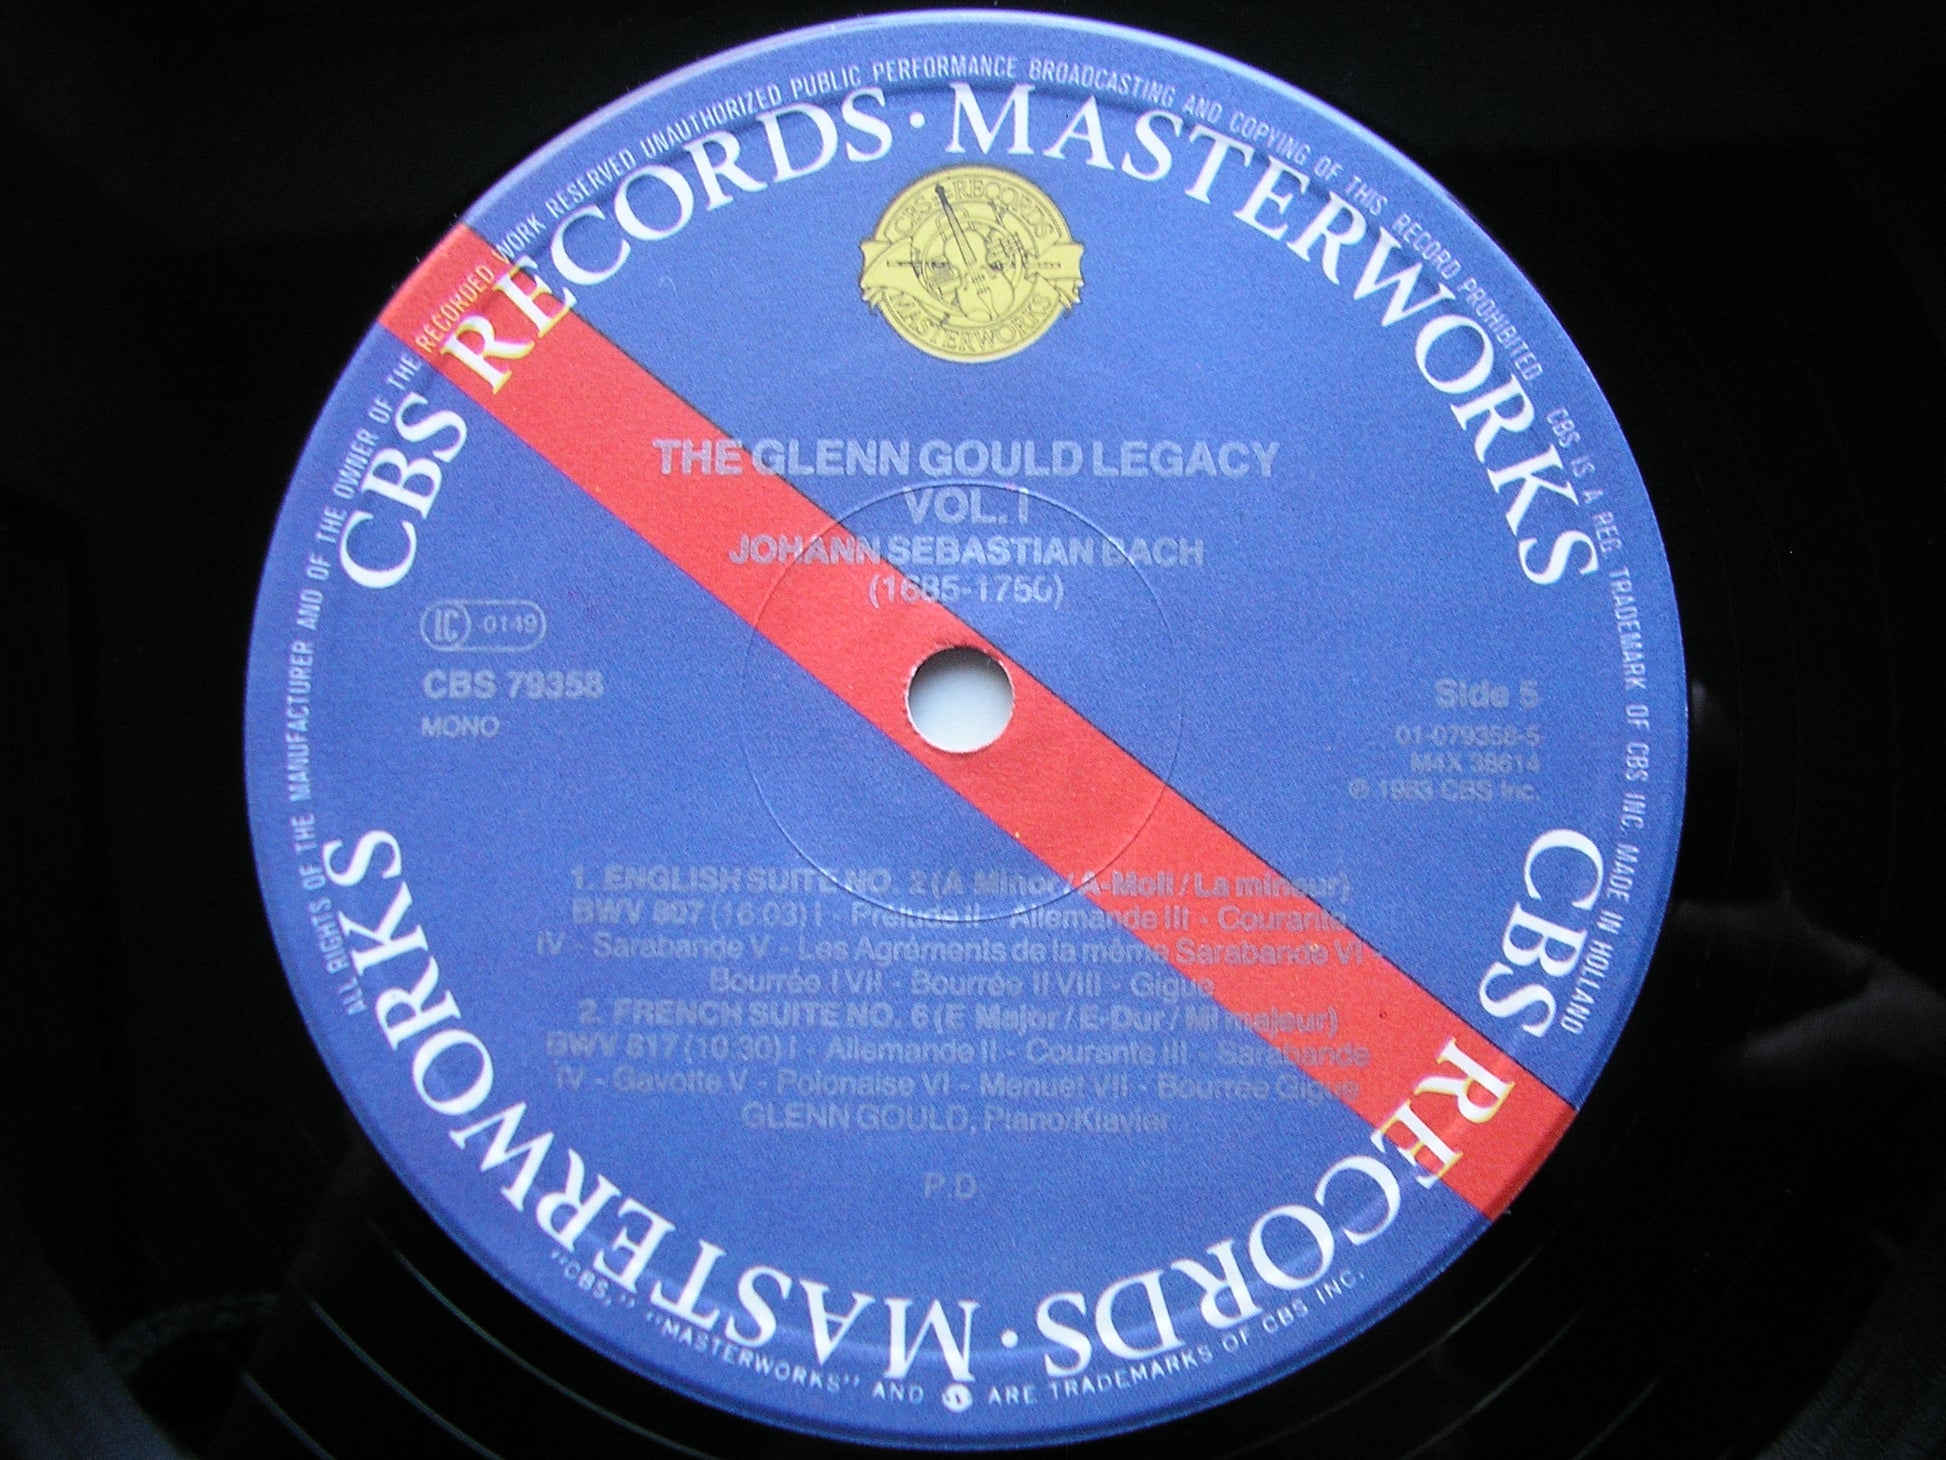 ALL RIGHTS OF THE MANUFACTURER AND OF THE OWNER OF THE RECORDED WORK RESERVED UNAUTHORIZED PUBLIC PERFORMANCE BROADCASTING AND COPYING OF THIS RECORD PROHIBITED. CBS IS A REG. TRADEMARK OF CBS INC. MADE IN HOLLAND
CBS RECORDS · MASTERWORKS
CBS RECORDS
MASTERWORKS
THE GLENN GOULD LEGACY
VOL. I
JOHANN SEBASTIAN BACH
(1685-1750)
LC 0149
CBS 79358
MONO
Side 5
01-079358-5
M4X 38614
℗ 1983 CBS Inc.
1. ENGLISH SUITE NO. 2 (A Minor / A-Moll / La mineur)
BWV 807 (16:03) I - Prélude II - Allemande III - Courante
IV - Sarabande V - Les Agréments de la même Sarabande VI -
Bourrée I VII - Bourrée II VIII - Gigue
2. FRENCH SUITE NO. 6 (E Major / E-Dur / Mi majeur)
BWV 817 (10:30) I - Allemande II - Courante III - Sarabande
IV - Gavotte V - Polonaise VI - Menuet VII - Bourrée Gigue
GLENN GOULD, Piano/Klavier
P.D.
CBS RECORDS · MASTERWORKS
"CBS," "MASTERWORKS" AND ARE TRADEMARKS OF CBS INC.